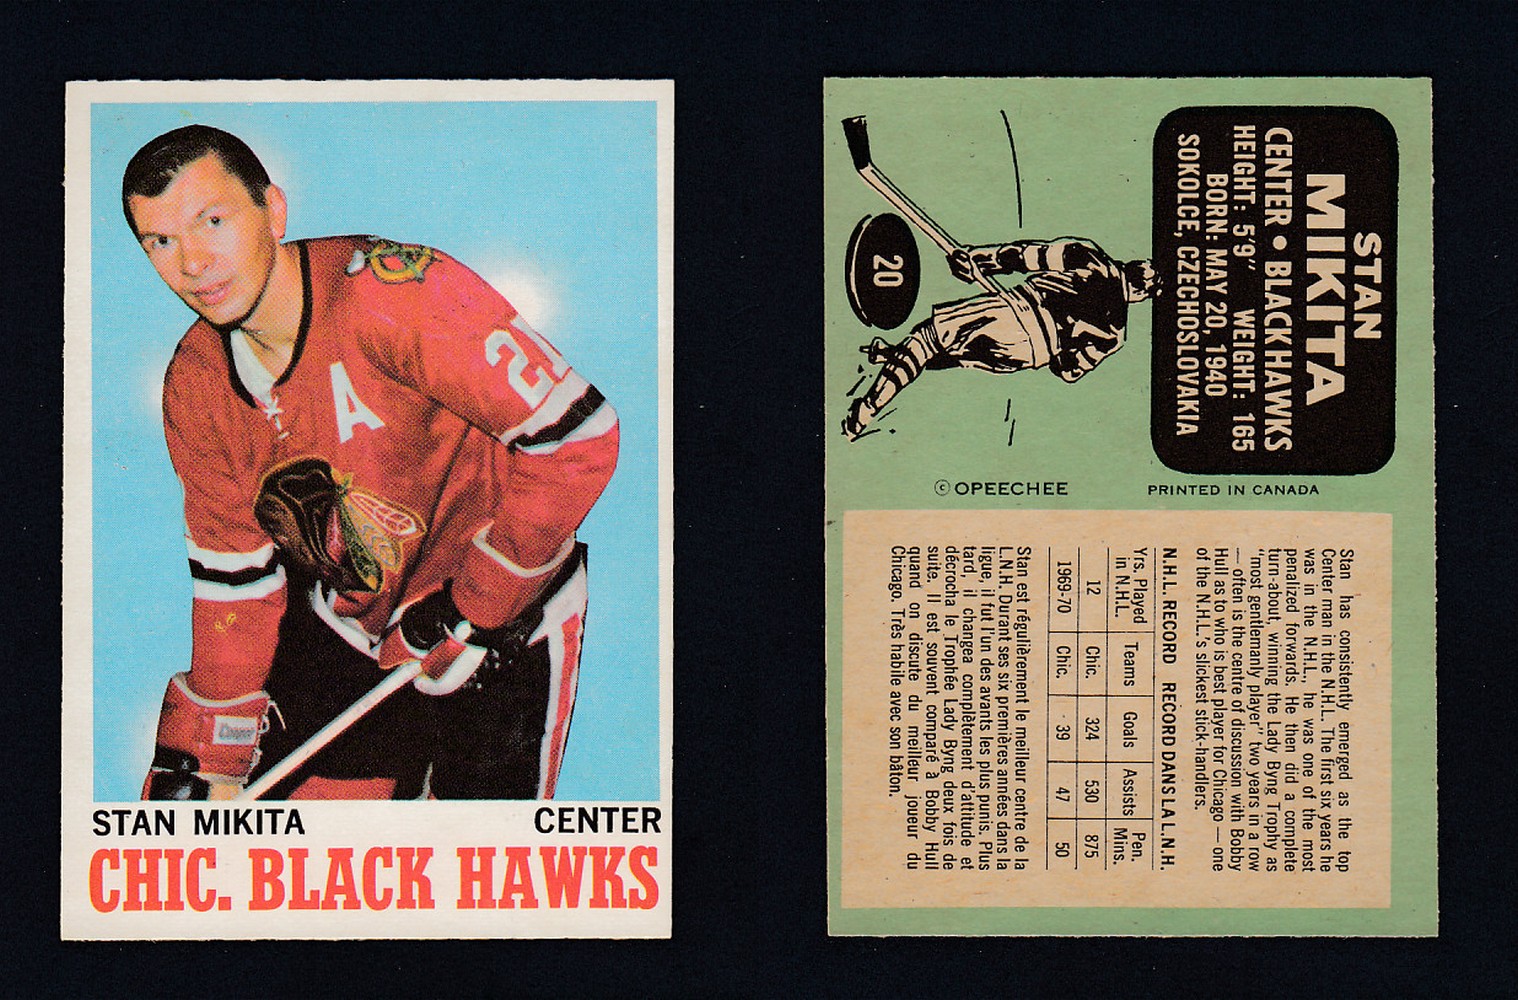 2
A
Cooper
STAN MIKITA CENTER
CHIC. BLACK HAWKS
STAN
MIKITA
CENTER • BLACK HAWKS
HEIGHT: 5'9" WEIGHT: 165
BORN: MAY 20, 1940
SOKOLCE, CZECHOSLOVAKIA
20
© OPEECHEE PRINTED IN CANADA
Stan has consistently emerged as the top
Center man in the N.H.L. The first six years he
was in the N.H.L., he was one of the most
penalized forwards. He then did a complete
turn-about, winning the Lady Byng Trophy as
"most gentlemanly player" two years in a row
— often is the centre of discussion with Bobby
Hull as to who is best player for Chicago — one
of the N.H.L.'s slickest stick-handlers.
N.H.L. RECORD RECORD DANS LA L.N.H.
Yrs. Played in N.H.L. Teams Goals Assists Pen. Mins.
12 Chic. 324 530 875
1969-70 Chic. 39 47 50
Stan est régulièrement le meilleur centre de la
L.N.H. Durant ses six premières années dans la
ligue, il fut l'un des avants les plus punis. Plus
tard, il changea complètement d'attitude et
décrocha le Trophée Lady Byng deux fois de
suite. Il est souvent comparé à Bobby Hull
quand on discute du meilleur joueur du
Chicago. Très habile avec son bâton.